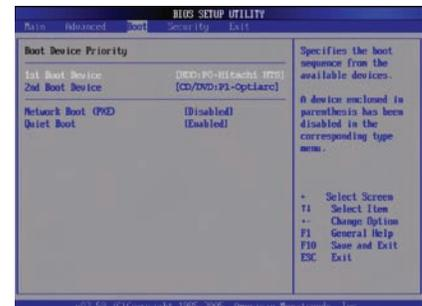 BIOS SETUP UTILITY
Main Advanced Boot Security Exit
Boot Device Priority
1st Boot Device [HDD:P0-Hitachi HTS]
2nd Boot Device [CD/DVD:P1-Optiarc]
Network Boot (PXE) [Disabled]
Quiet Boot [Enabled]
Specifies the boot
sequence from the
available devices.
A device enclosed in
parenthesis has been
disabled in the
corresponding type
menu.
Select Screen
↑↓ Select Item
+- Change Option
F1 General Help
F10 Save and Exit
ESC Exit